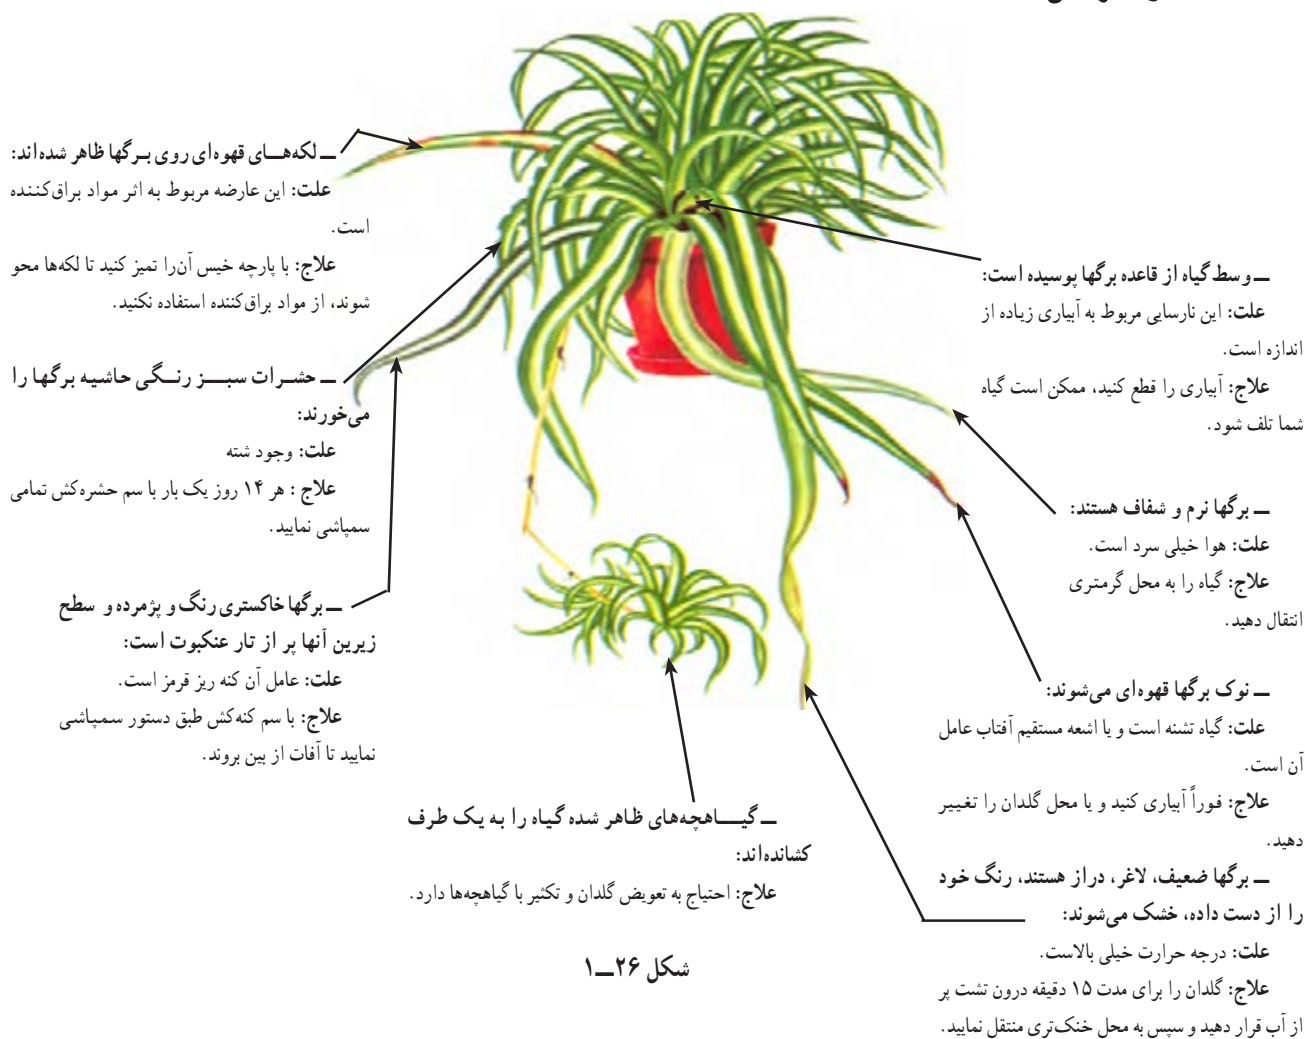 ــ لکه‌هــای قهوه‌ای روی بـرگها ظاهر شده‌اند:
علت: این عارضه مربوط به اثر مواد براق‌کننده
است.
علاج: با پارچه خیس آن‌را تمیز کنید تا لکه‌ها محو
شوند، از مواد براق‌کننده استفاده نکنید.
ــ حشــرات سبــز رنــگی حاشیه برگها را
می‌خورند:
علت: وجود شته
علاج : هر ۱۴ روز یک بار با سم حشره‌کش تمامی
سمپاشی نمایید.
ــ برگها خاکستری رنگ و پژمرده و سطح
زیرین آنها پر از تار عنکبوت است:
علت: عامل آن کنه ریز قرمز است.
علاج: با سم کنه‌کش طبق دستور سمپاشی
نمایید تا آفات از بین بروند.
ــ وسط گیاه از قاعده برگها پوسیده است:
علت: این نارسایی مربوط به آبیاری زیاده از
اندازه است.
علاج: آبیاری را قطع کنید، ممکن است گیاه
شما تلف شود.
ــ برگها نرم و شفاف هستند:
علت: هوا خیلی سرد است.
علاج: گیاه را به محل گرمتری
انتقال دهید.
ــ نوک برگها قهوه‌ای می‌شوند:
علت: گیاه تشنه است و یا اشعه مستقیم آفتاب عامل
آن است.
علاج: فوراً آبیاری کنید و یا محل گلدان را تغییر
دهید.
ــ برگها ضعیف، لاغر، دراز هستند، رنگ خود
را از دست داده، خشک می‌شوند:
علت: درجه حرارت خیلی بالاست.
علاج: گلدان را برای مدت ۱۵ دقیقه درون تشت پر
از آب قرار دهید و سپس به محل خنک‌تری منتقل نمایید.
ــ گیــاهچه‌های ظاهر شده گیاه را به یک طرف
کشانده‌اند:
علاج: احتیاج به تعویض گلدان و تکثیر با گیاهچه‌ها دارد.
شکل ۲۶ــ۱